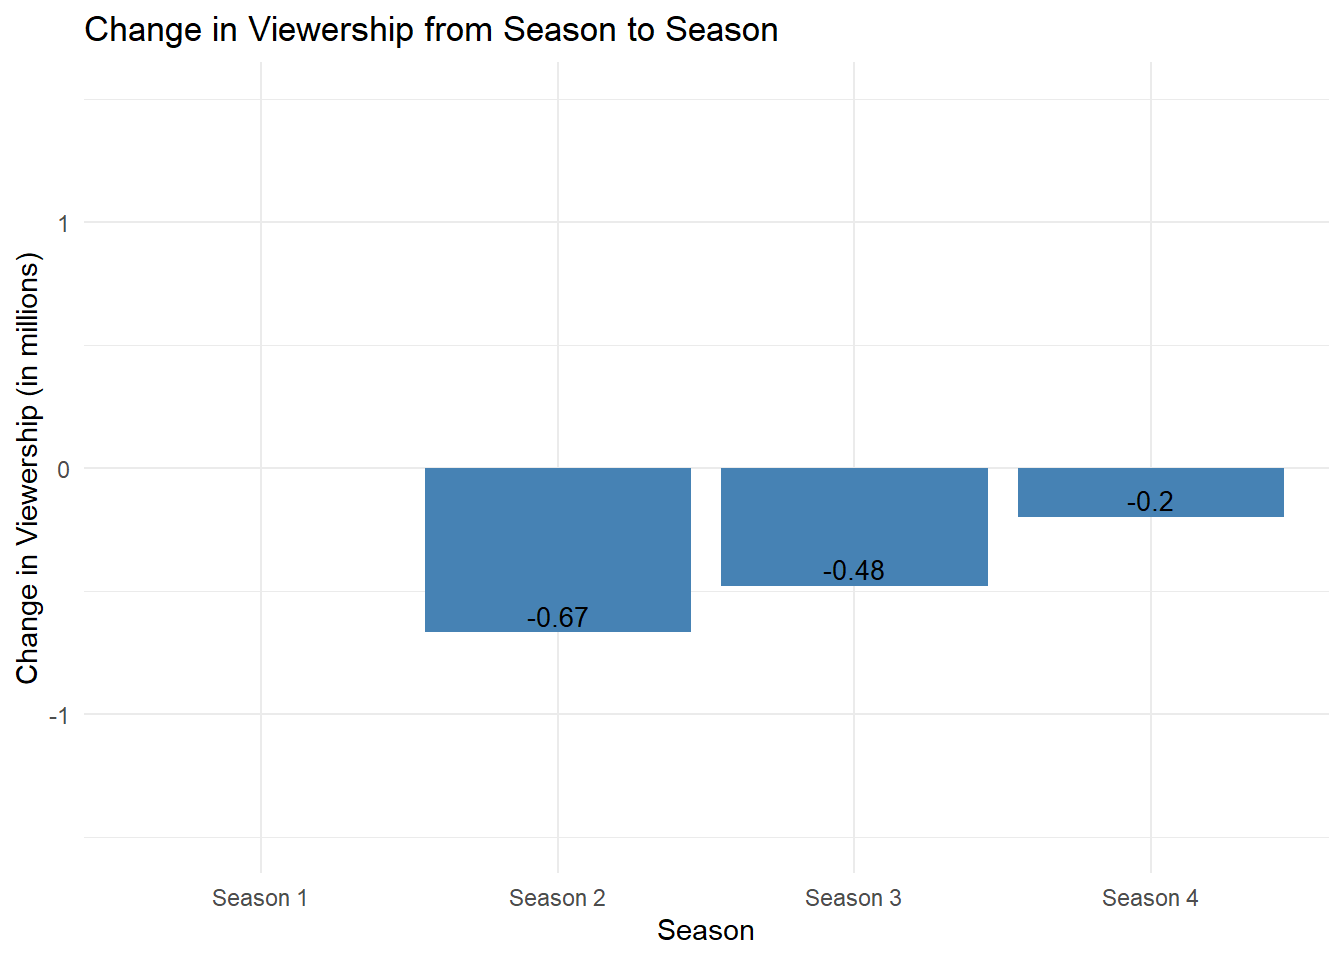 Change in Viewership from Season to Season
Change in Viewership (in millions)
1
0
-1
-0.67
-0.48
-0.2
Season 1
Season 2
Season 3
Season 4
Season